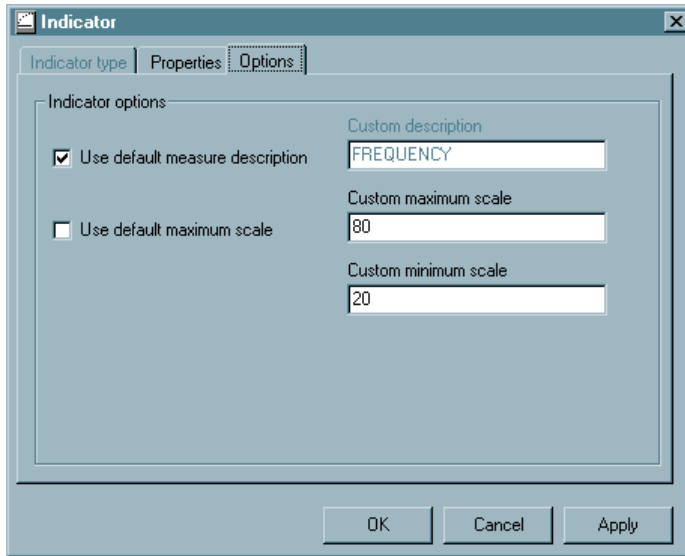 Indicator
Indicator type Properties Options
Indicator options
Custom description
Use default measure description FREQUENCY
Custom maximum scale
Use default maximum scale 80
Custom minimum scale
20
OK Cancel Apply